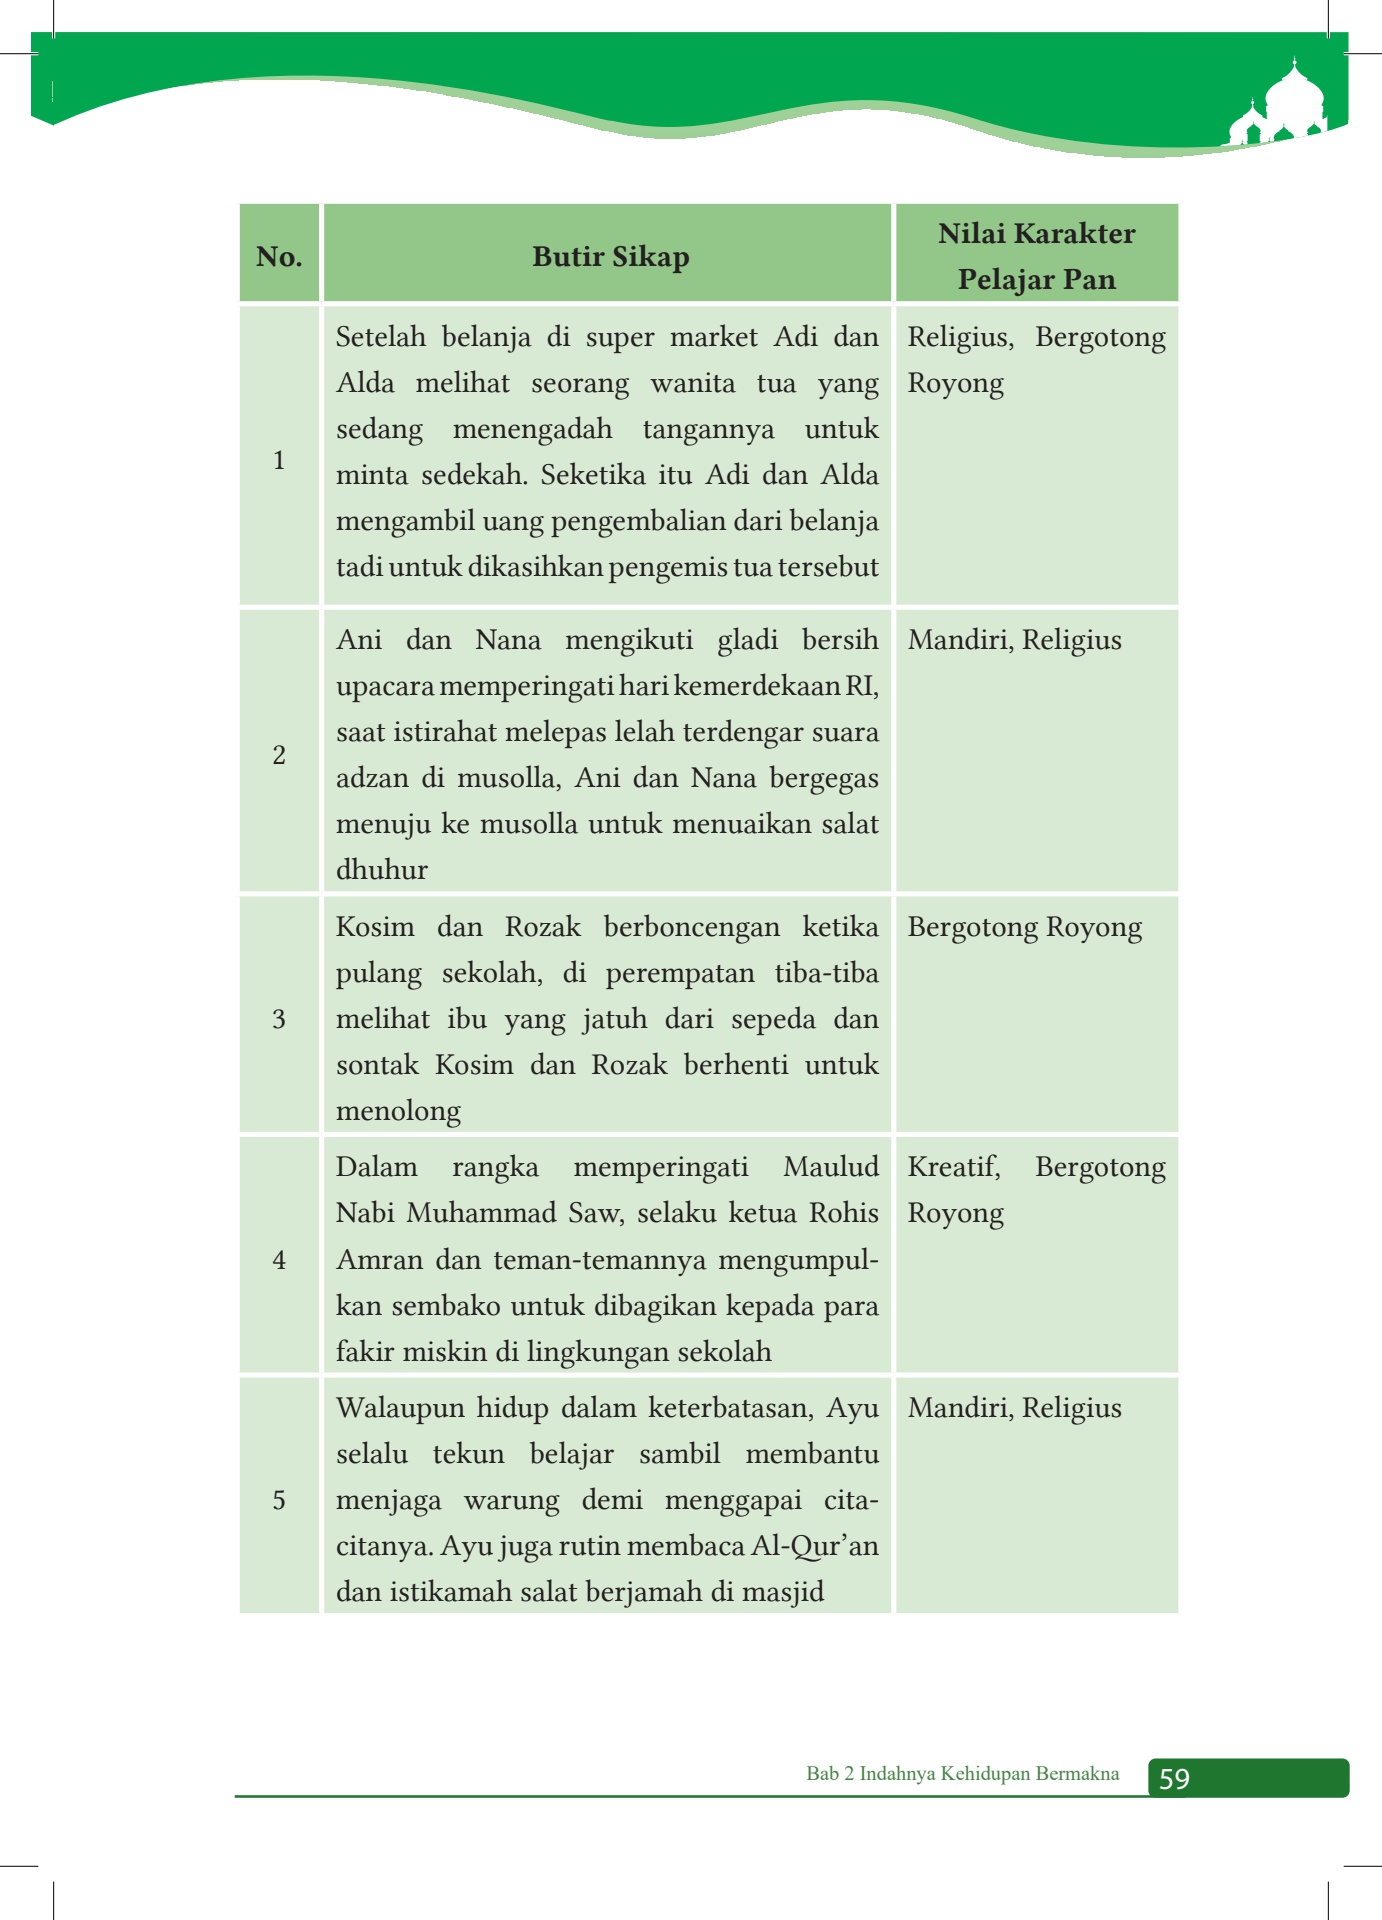 No.
Butir Sikap
Nilai Karakter
Pelajar Pan
1
Setelah belanja di super market Adi dan
Alda melihat seorang wanita tua yang
sedang menengadah tangannya untuk
minta sedekah. Seketika itu Adi dan Alda
mengambil uang pengembalian dari belanja
tadi untuk dikasihkan pengemis tua tersebut
Religius, Bergotong
Royong
2
Ani dan Nana mengikuti gladi bersih
upacara memperingati hari kemerdekaan RI,
saat istirahat melepas lelah terdengar suara
adzan di musolla, Ani dan Nana bergegas
menuju ke musolla untuk menuaikan salat
dhuhur
Mandiri, Religius
3
Kosim dan Rozak berboncengan ketika
pulang sekolah, di perempatan tiba-tiba
melihat ibu yang jatuh dari sepeda dan
sontak Kosim dan Rozak berhenti untuk
menolong
Bergotong Royong
4
Dalam rangka memperingati Maulud
Nabi Muhammad Saw, selaku ketua Rohis
Amran dan teman-temannya mengumpul-
kan sembako untuk dibagikan kepada para
fakir miskin di lingkungan sekolah
Kreatif, Bergotong
Royong
5
Walaupun hidup dalam keterbatasan, Ayu
selalu tekun belajar sambil membantu
menjaga warung demi menggapai cita-
citanya. Ayu juga rutin membaca Al-Qur’an
dan istikamah salat berjamah di masjid
Mandiri, Religius
Bab 2 Indahnya Kehidupan Bermakna
59